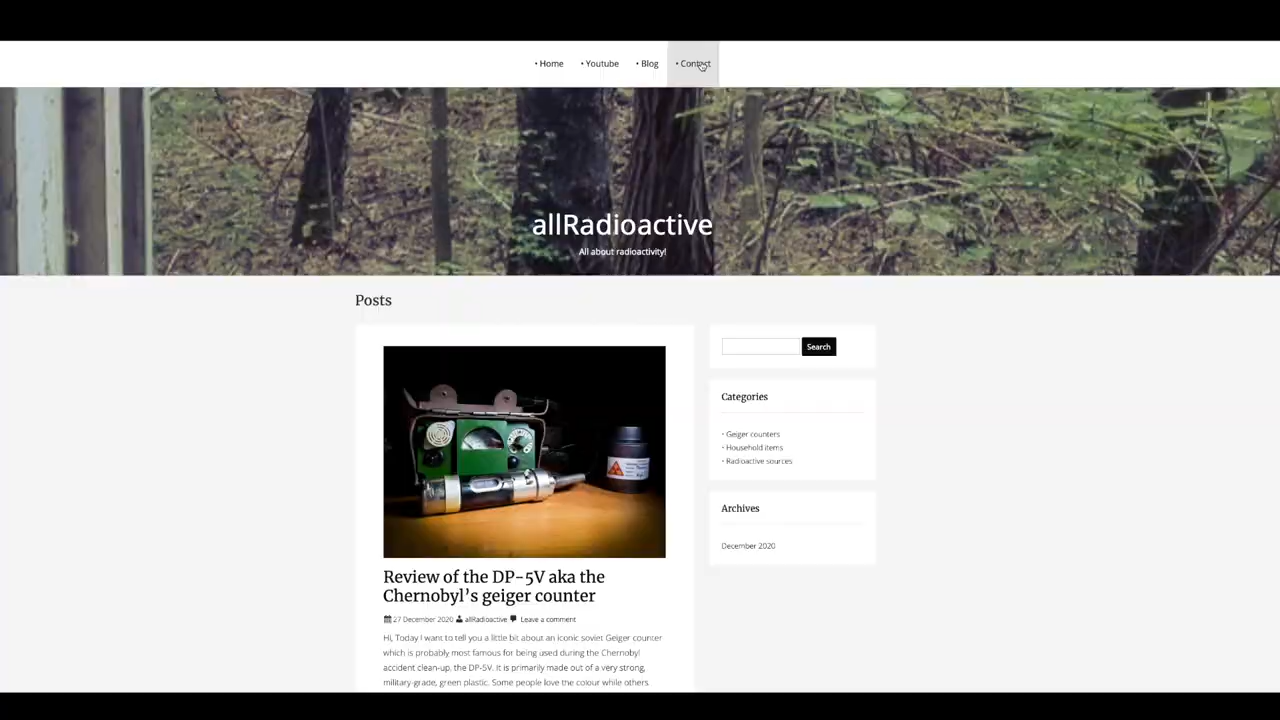 • Home • Youtube • Blog • Contact
allRadioactive
All about radioactivity!
Posts
Search
Categories
• Geiger counters
• Household items
• Radioactive sources
Archives
December 2020
Review of the DP-5V aka the
Chernobyl's geiger counter
27 December 2020 allRadioactive Leave a comment
Hi, Today I want to tell you a little bit about an iconic soviet Geiger counter
which is probably most famous for being used during the Chernobyl
accident clean-up, the DP-5V. It is primarily made out of a very strong,
military-grade, green plastic. Some people love the colour while others